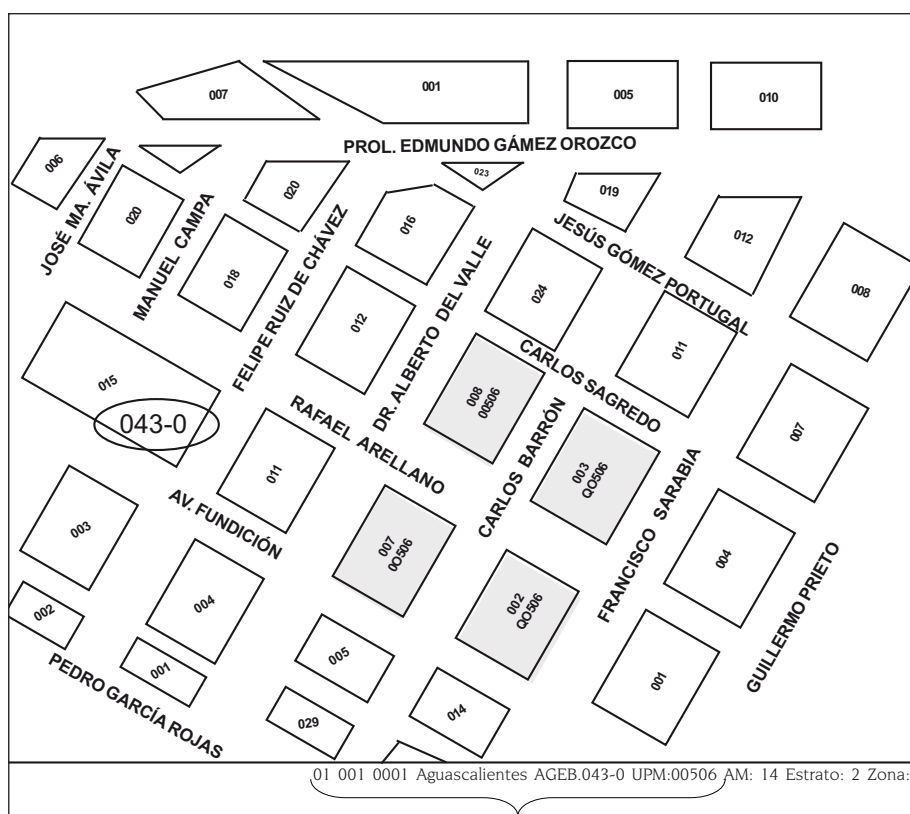 007
001
005
010
PROL. EDMUNDO GÁMEZ OROZCO
006
JOSÉ MA. ÁVILA
020
MANUEL CAMPA
020
018
FELIPE RUIZ DE CHÁVEZ
016
023
019
JESÚS GÓMEZ PORTUGAL
012
008
012
DR. ALBERTO DEL VALLE
024
011
CARLOS SAGREDO
015
043-0
008
00506
007
RAFAEL ARELLANO
011
CARLOS BARRÓN
003
QO506
FRANCISCO SARABIA
AV. FUNDICIÓN
003
007
0O506
004
GUILLERMO PRIETO
004
002
QO506
002
001
005
001
PEDRO GARCÍA ROJAS
029
014
01 001 0001 Aguascalientes AGEB.043-0 UPM:00506 AM: 14 Estrato: 2 Zona: